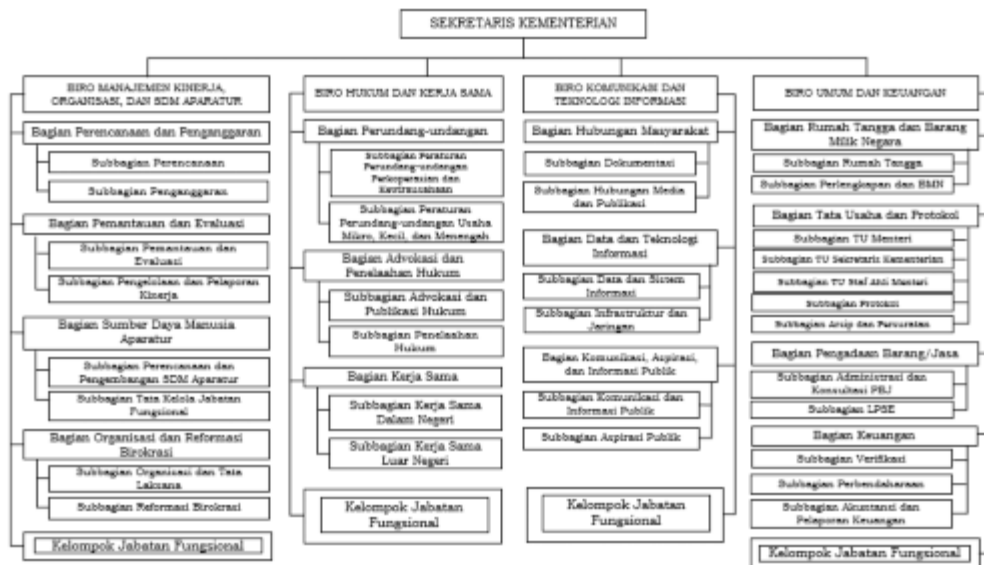 SEKRETARIS KEMENTERIAN
BIRO MANAJEMEN KINERJA,
ORGANISASI, DAN SDM APARATUR
Bagian Perencanaan dan Penganggaran
Subbagian Perencanaan
Subbagian Penganggaran
Bagian Pemantauan dan Evaluasi
Subbagian Pemantauan dan
Evaluasi
Subbagian Pengelolaan dan Pelaporan
Kinerja
Bagian Sumber Daya Manusia
Aparatur
Subbagian Perencanaan dan
Pengembangan SDM Aparatur
Subbagian Tata Kelola Jabatan
Fungsional
Bagian Organisasi dan Reformasi
Birokrasi
Subbagian Organisasi dan Tata
Laksana
Subbagian Reformasi Birokrasi
Kelompok Jabatan Fungsional
BIRO HUKUM DAN KERJA SAMA
Bagian Perundang-undangan
Subbagian Peraturan
Perundang-undangan
Perkoperasian dan
Kewirausahaan
Subbagian Peraturan
Perundang-undangan Usaha
Mikro, Kecil, dan Menengah
Bagian Advokasi dan
Penelaahan Hukum
Subbagian Advokasi dan
Publikasi Hukum
Subbagian Penelaahan
Hukum
Bagian Kerja Sama
Subbagian Kerja Sama
Dalam Negeri
Subbagian Kerja Sama
Luar Negeri
Kelompok Jabatan
Fungsional
BIRO KOMUNIKASI DAN
TEKNOLOGI INFORMASI
Bagian Hubungan Masyarakat
Subbagian Dokumentasi
Subbagian Hubungan Media
dan Publikasi
Bagian Data dan Teknologi
Informasi
Subbagian Data dan Sistem
Informasi
Subbagian Infrastruktur dan
Jaringan
Bagian Komunikasi, Aspirasi,
dan Informasi Publik
Subbagian Komunikasi dan
Informasi Publik
Subbagian Aspirasi Publik
Kelompok Jabatan
Fungsional
BIRO UMUM DAN KEUANGAN
Bagian Rumah Tangga dan Barang
Milik Negara
Subbagian Rumah Tangga
Subbagian Perlengkapan dan BMN
Bagian Tata Usaha dan Protokol
Subbagian TU Menteri
Subbagian TU Sekretaris Kementerian
Subbagian TU Staf Ahli Menteri
Subbagian Protokol
Subbagian Arsip dan Persuratan
Bagian Pengadaan Barang/Jasa
Subbagian Administrasi dan
Konsultasi PBJ
Subbagian LPSE
Bagian Keuangan
Subbagian Verifikasi
Subbagian Perbendaharaan
Subbagian Akuntansi dan
Pelaporan Keuangan
Kelompok Jabatan Fungsional